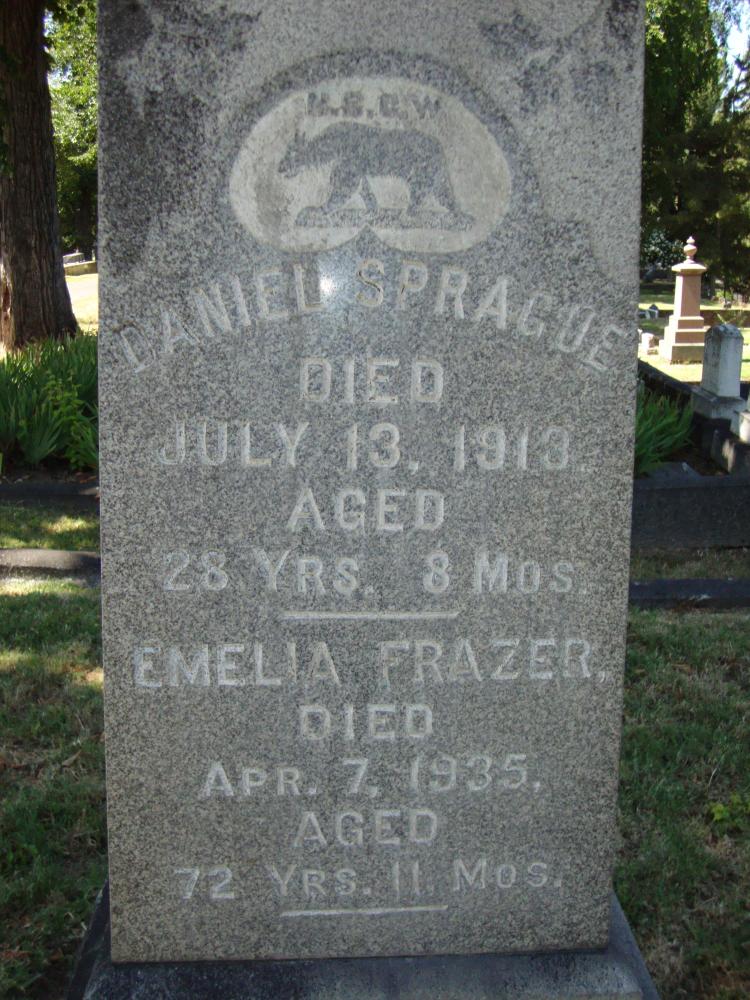 N.S.G.W.
DANIEL SPRAGUE
DIED
JULY 13, 1913.
AGED
28 YRS. 8 MOS.
EMELIA FRAZER,
DIED
APR. 7, 1935.
AGED
72 YRS. 11. MOS.